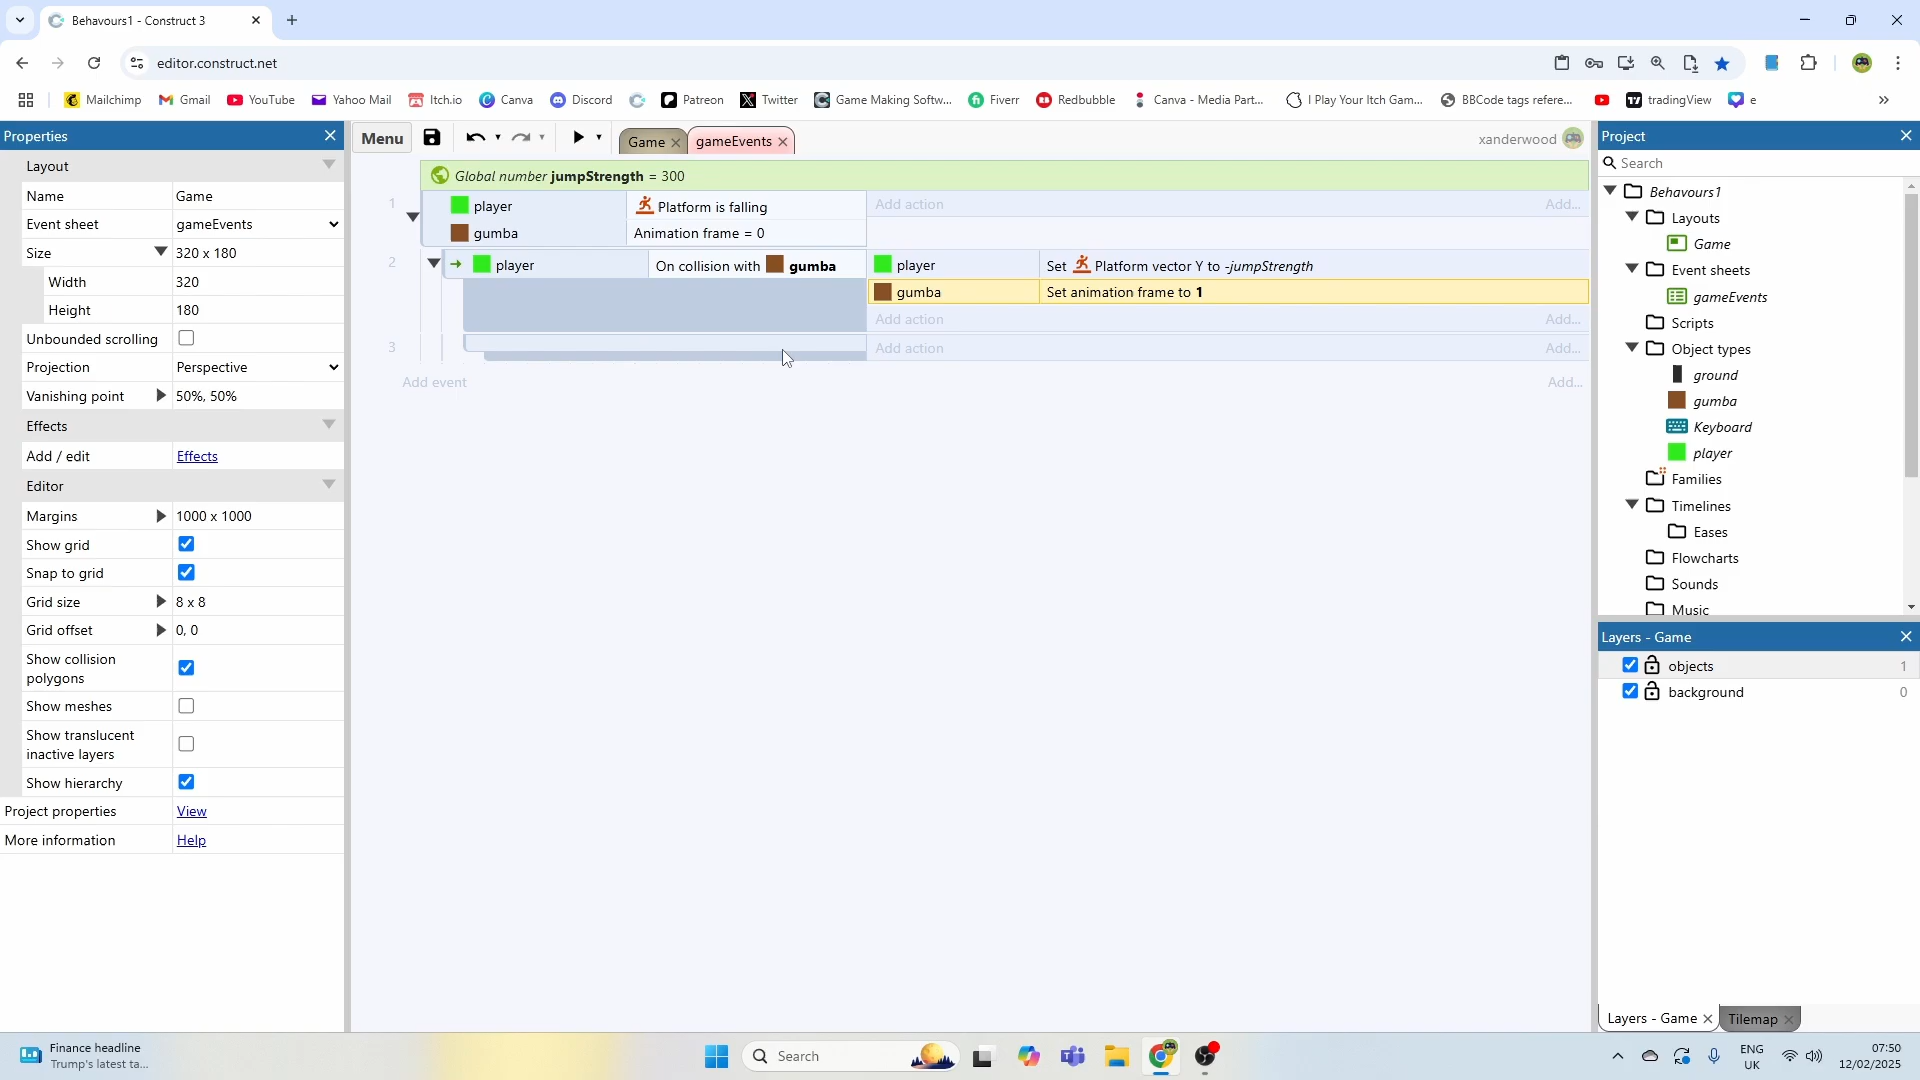 Behavours1 - Construct 3
editor.construct.net
Mailchimp Gmail YouTube Yahoo Mail Itch.io Canva Discord Patreon Twitter Game Making Softw... Fiverr Redbubble Canva - Media Part... I Play Your Itch Gam... BBCode tags refere... tradingView e
Properties
Layout
Name Game
Event sheet gameEvents
Size 320 x 180
Width 320
Height 180
Unbounded scrolling
Projection Perspective
Vanishing point 50%, 50%
Effects
Add / edit Effects
Editor
Margins 1000 x 1000
Show grid
Snap to grid
Grid size 8 x 8
Grid offset 0, 0
Show collision
polygons
Show meshes
Show translucent
inactive layers
Show hierarchy
Project properties View
More information Help
Menu Game gameEvents xanderwood
Global number jumpStrength = 300
1 player Platform is falling Add action Add...
gumba Animation frame = 0
2 player On collision with gumba player Set Platform vector Y to -jumpStrength
gumba Set animation frame to 1
Add action Add...
3 Add action Add...
Add event Add...
Project
Search
Behavours1
Layouts
Game
Event sheets
gameEvents
Scripts
Object types
ground
gumba
Keyboard
player
Families
Timelines
Eases
Flowcharts
Sounds
Music
Layers - Game
objects 1
background 0
Layers - Game Tilemap
Finance headline
Trump's latest ta...
Search
ENG
UK
07:50
12/02/2025